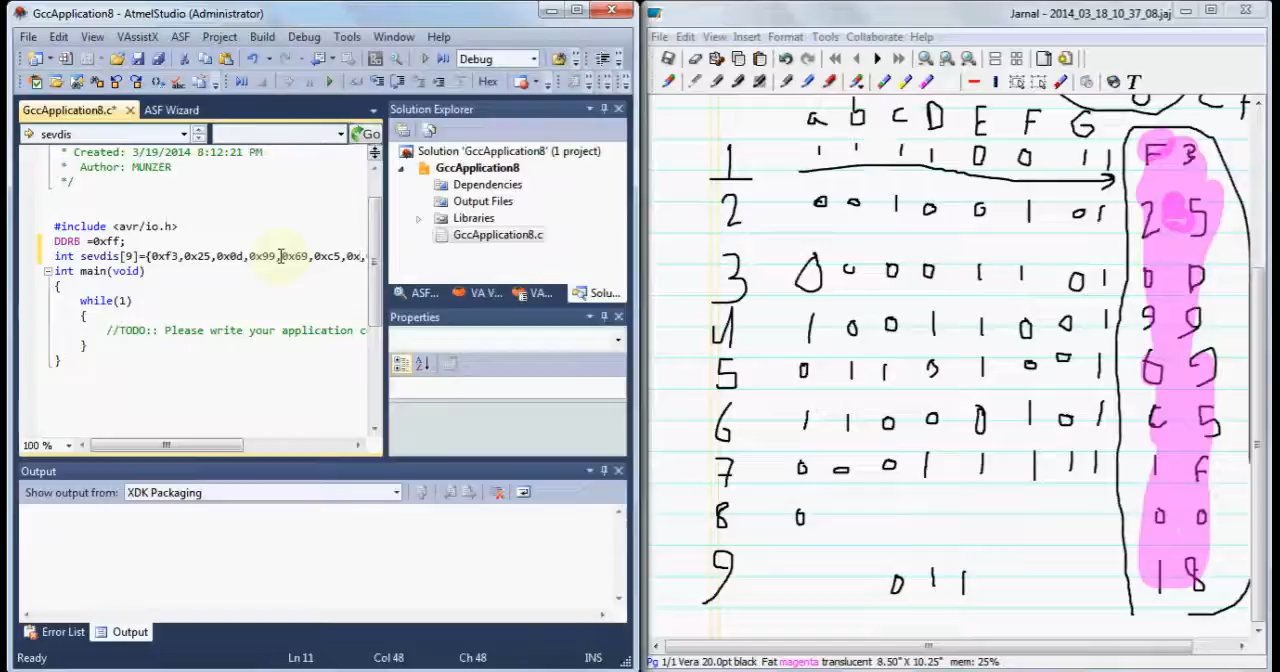 GccApplication8 - AtmelStudio (Administrator)
File Edit View VAssistX ASF Project Build Debug Tools Window Help
Debug
Hex
GccApplication8.c* ASF Wizard
sevdis Go
* Created: 3/19/2014 8:12:21 PM
* Author: MUNZER
*/
#include <avr/io.h>
DDRB =0xff;
int sevdis[9]={0xf3,0x25,0x0d,0x99,0x69,0xc5,0x,
int main(void)
{
while(1)
{
//TODO:: Please write your application c
}
}
100 %
Solution Explorer
Solution 'GccApplication8' (1 project)
GccApplication8
Dependencies
Output Files
Libraries
GccApplication8.c
ASF... VA V... VA... Solu...
Properties
Output
Show output from: XDK Packaging
Error List Output
Ready Ln 11 Col 48 Ch 48 INS
Jarnal - 2014_03_18_10_37_08.jaj
File Edit View Insert Format Tools Collaborate Help
T
a b c D E F G
1 1 1 1 1 0 0 1 1 F 3
2 0 0 1 0 0 1 0 1 2 5
3 0 0 0 0 1 1 0 1 0 D
4 1 0 0 1 1 0 0 1 9 9
5 0 1 1 0 1 0 0 1 6 9
6 1 1 0 0 0 1 0 1 C 5
7 0 0 0 1 1 1 1 1 1 F
8 0 0 0
9 0 1 1 1 8
Pg 1/1 Vera 20.0pt black Fat magenta translucent 8.50"X 10.25" mem: 25%